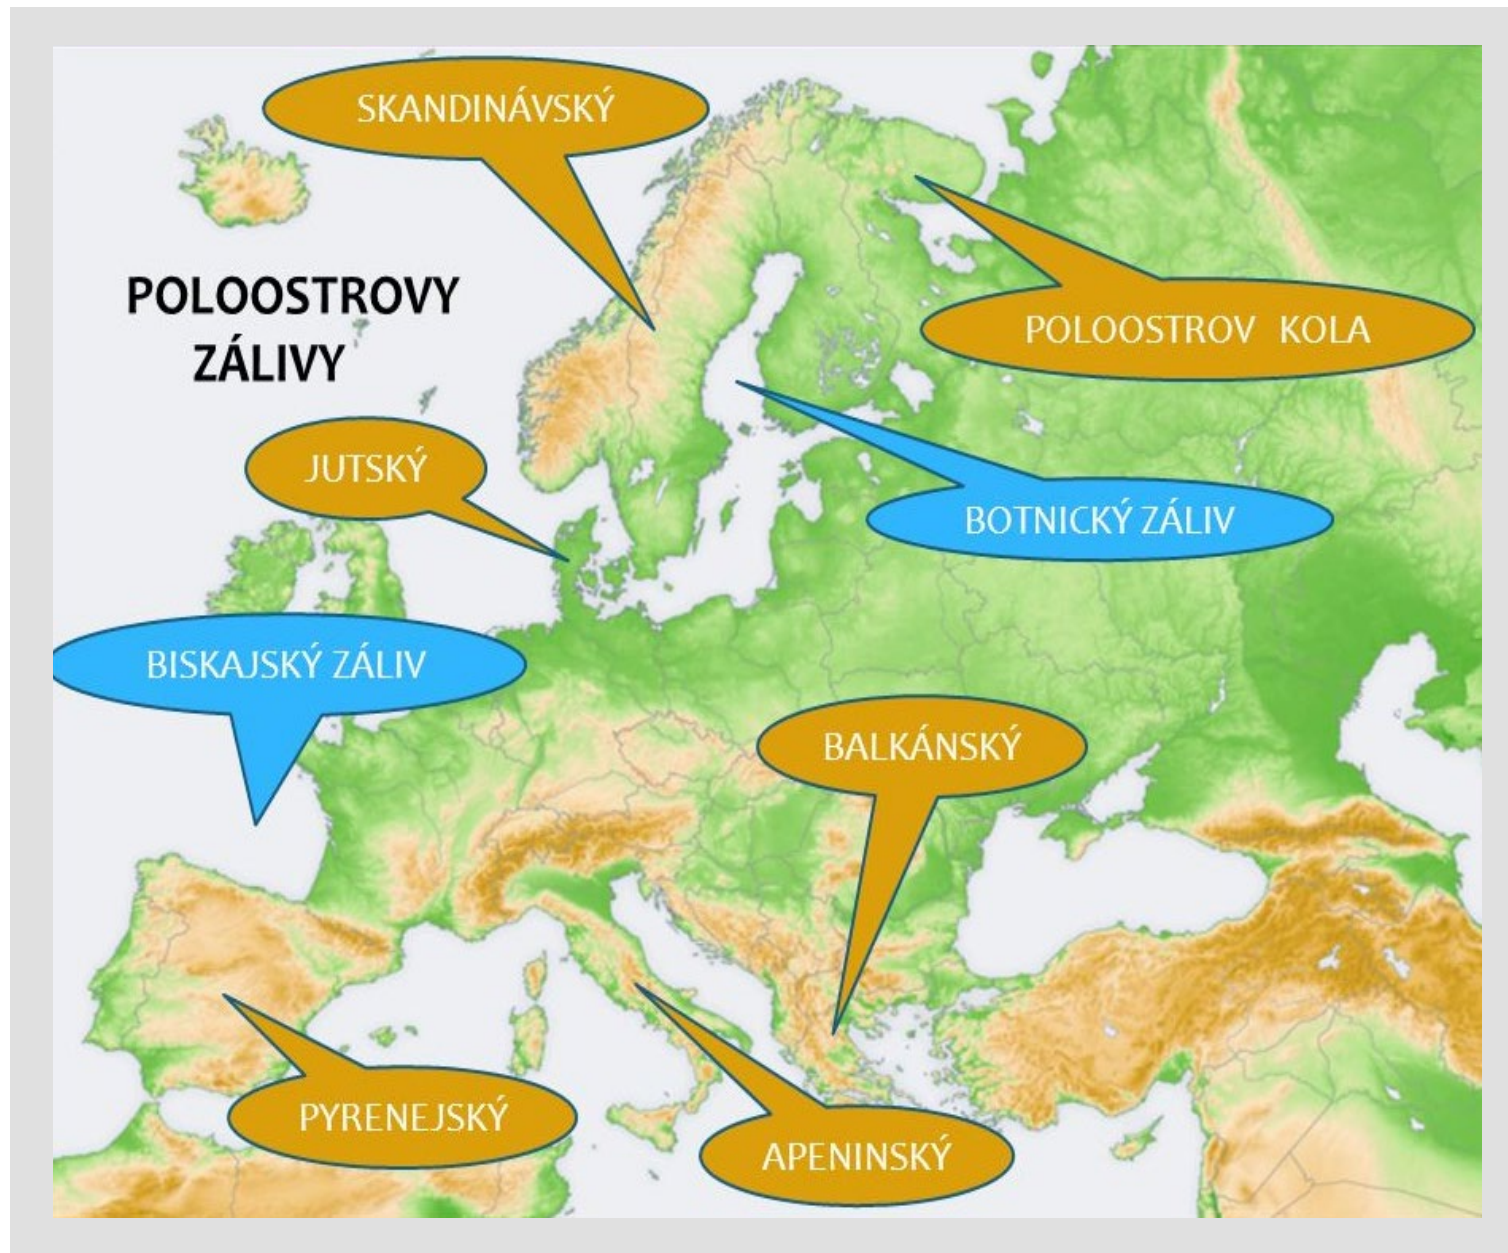 SKANDINÁVSKÝ
POLOOSTROVY
ZÁLIVY
POLOOSTROV KOLA
JUTSKÝ
BOTNICKÝ ZÁLIV
BISKAJSKÝ ZÁLIV
BALKÁNSKÝ
PYRENEJSKÝ
APENINSKÝ